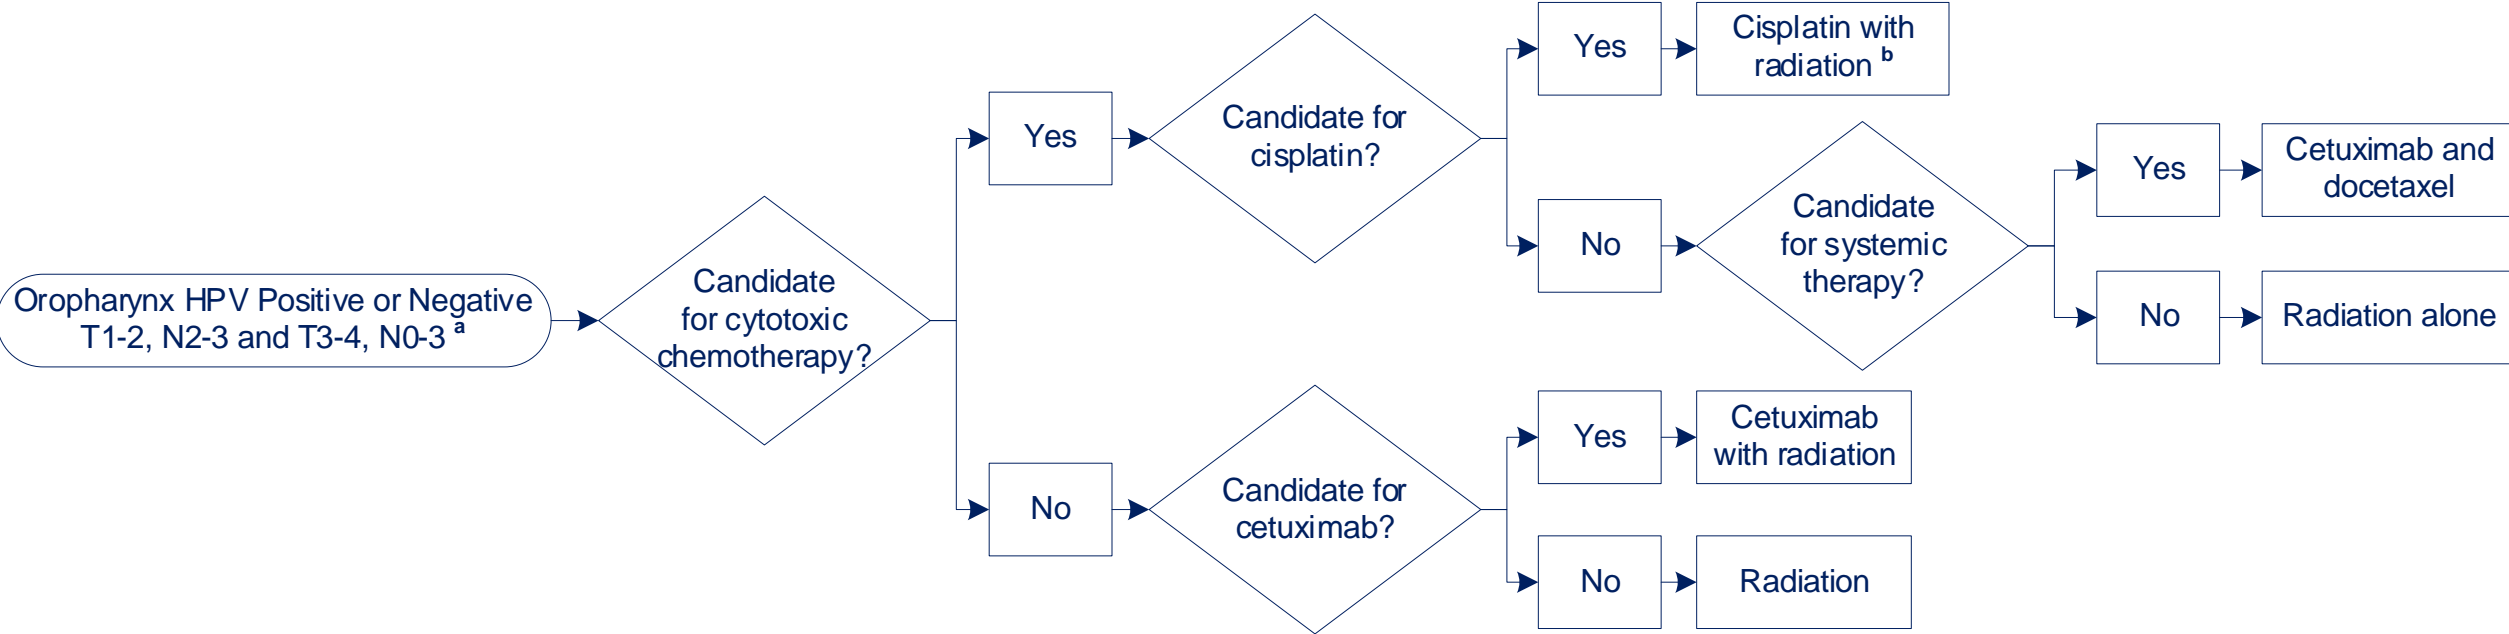 Oropharynx HPV Positive or Negative
T1-2, N2-3 and T3-4, N0-3 a
Candidate
for cytotoxic
chemotherapy?
Yes
Candidate for
cisplatin?
Yes
Cisplatin with
radiation b
No
Candidate
for systemic
therapy?
Yes
Cetuximab and
docetaxel
No
Radiation alone
No
Candidate for
cetuximab?
Yes
Cetuximab
with radiation
No
Radiation